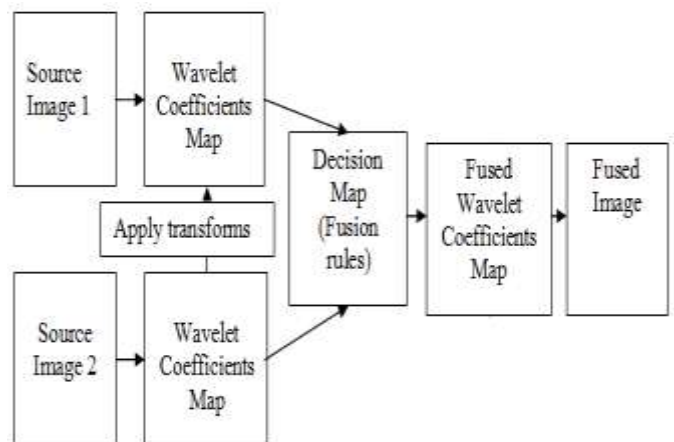 Source
Image 1
Wavelet
Coefficients
Map
Apply transforms
Source
Image 2
Wavelet
Coefficients
Map
Decision
Map
(Fusion
rules)
Fused
Wavelet
Coefficients
Map
Fused
Image